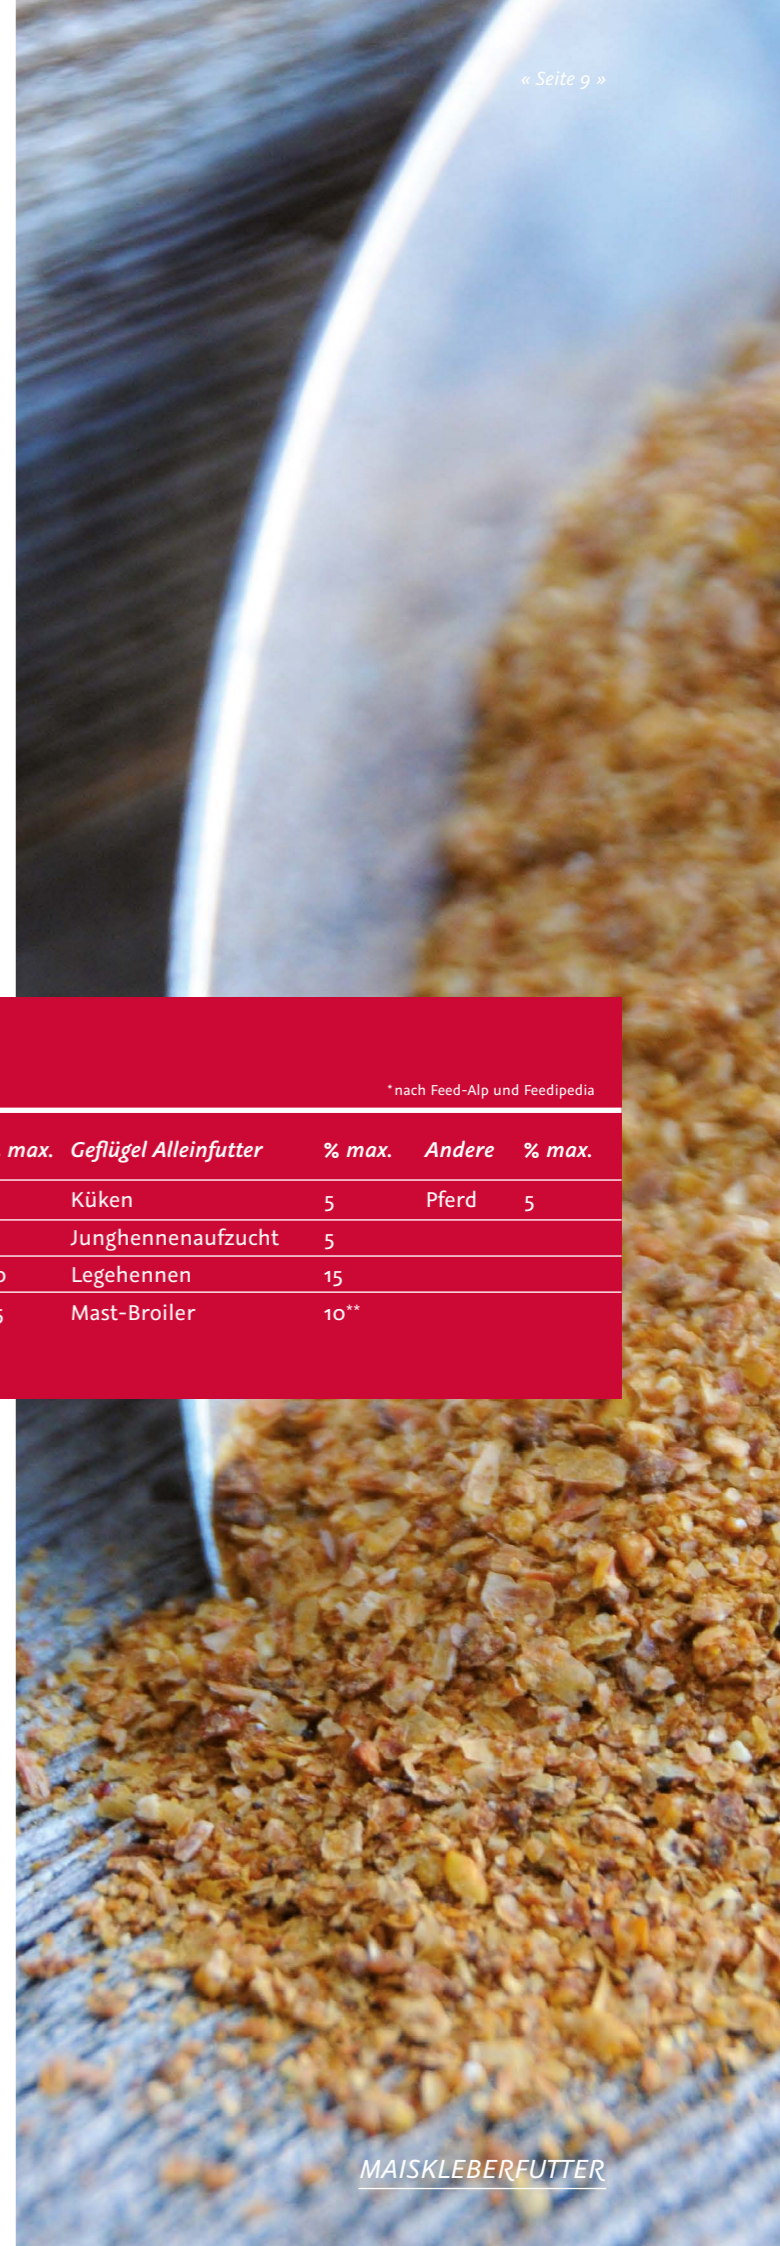 « Seite 9 »
*nach Feed-Alp und Feedipedia
max. Geflügel Alleinfutter % max. Andere % max.
Küken 5 Pferd 5
Junghennenaufzucht 5
Legehennen 15
Mast-Broiler 10**
MAISKLEBERFUTTER